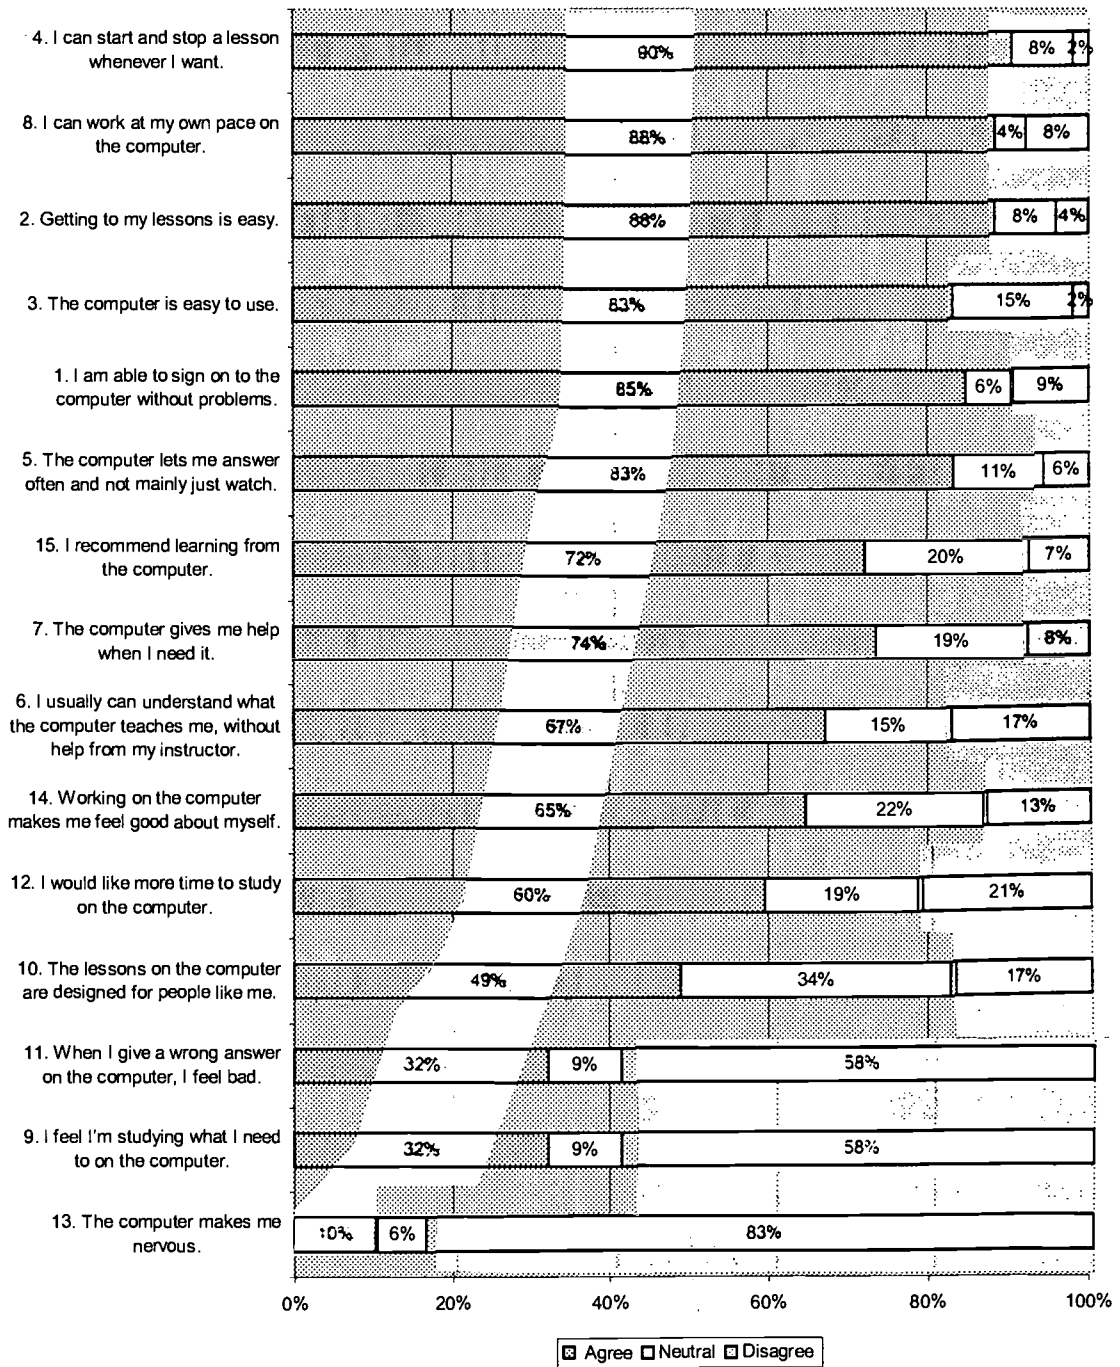 4. I can start and stop a lesson
whenever I want.
90% 8% 2%
8. I can work at my own pace on
the computer.
88% 4% 8%
2. Getting to my lessons is easy.
88% 8% 4%
3. The computer is easy to use.
83% 15% 2%
1. I am able to sign on to the
computer without problems.
85% 6% 9%
5. The computer lets me answer
often and not mainly just watch.
83% 11% 6%
15. I recommend learning from
the computer.
72% 20% 7%
7. The computer gives me help
when I need it.
74% 19% 8%
6. I usually can understand what
the computer teaches me, without
help from my instructor.
67% 15% 17%
14. Working on the computer
makes me feel good about myself.
65% 22% 13%
12. I would like more time to study
on the computer.
60% 19% 21%
10. The lessons on the computer
are designed for people like me.
49% 34% 17%
11. When I give a wrong answer
on the computer, I feel bad.
32% 9% 58%
9. I feel I'm studying what I need
to on the computer.
32% 9% 58%
13. The computer makes me
nervous.
10% 6% 83%
0% 20% 40% 60% 80% 100%
Agree Neutral Disagree